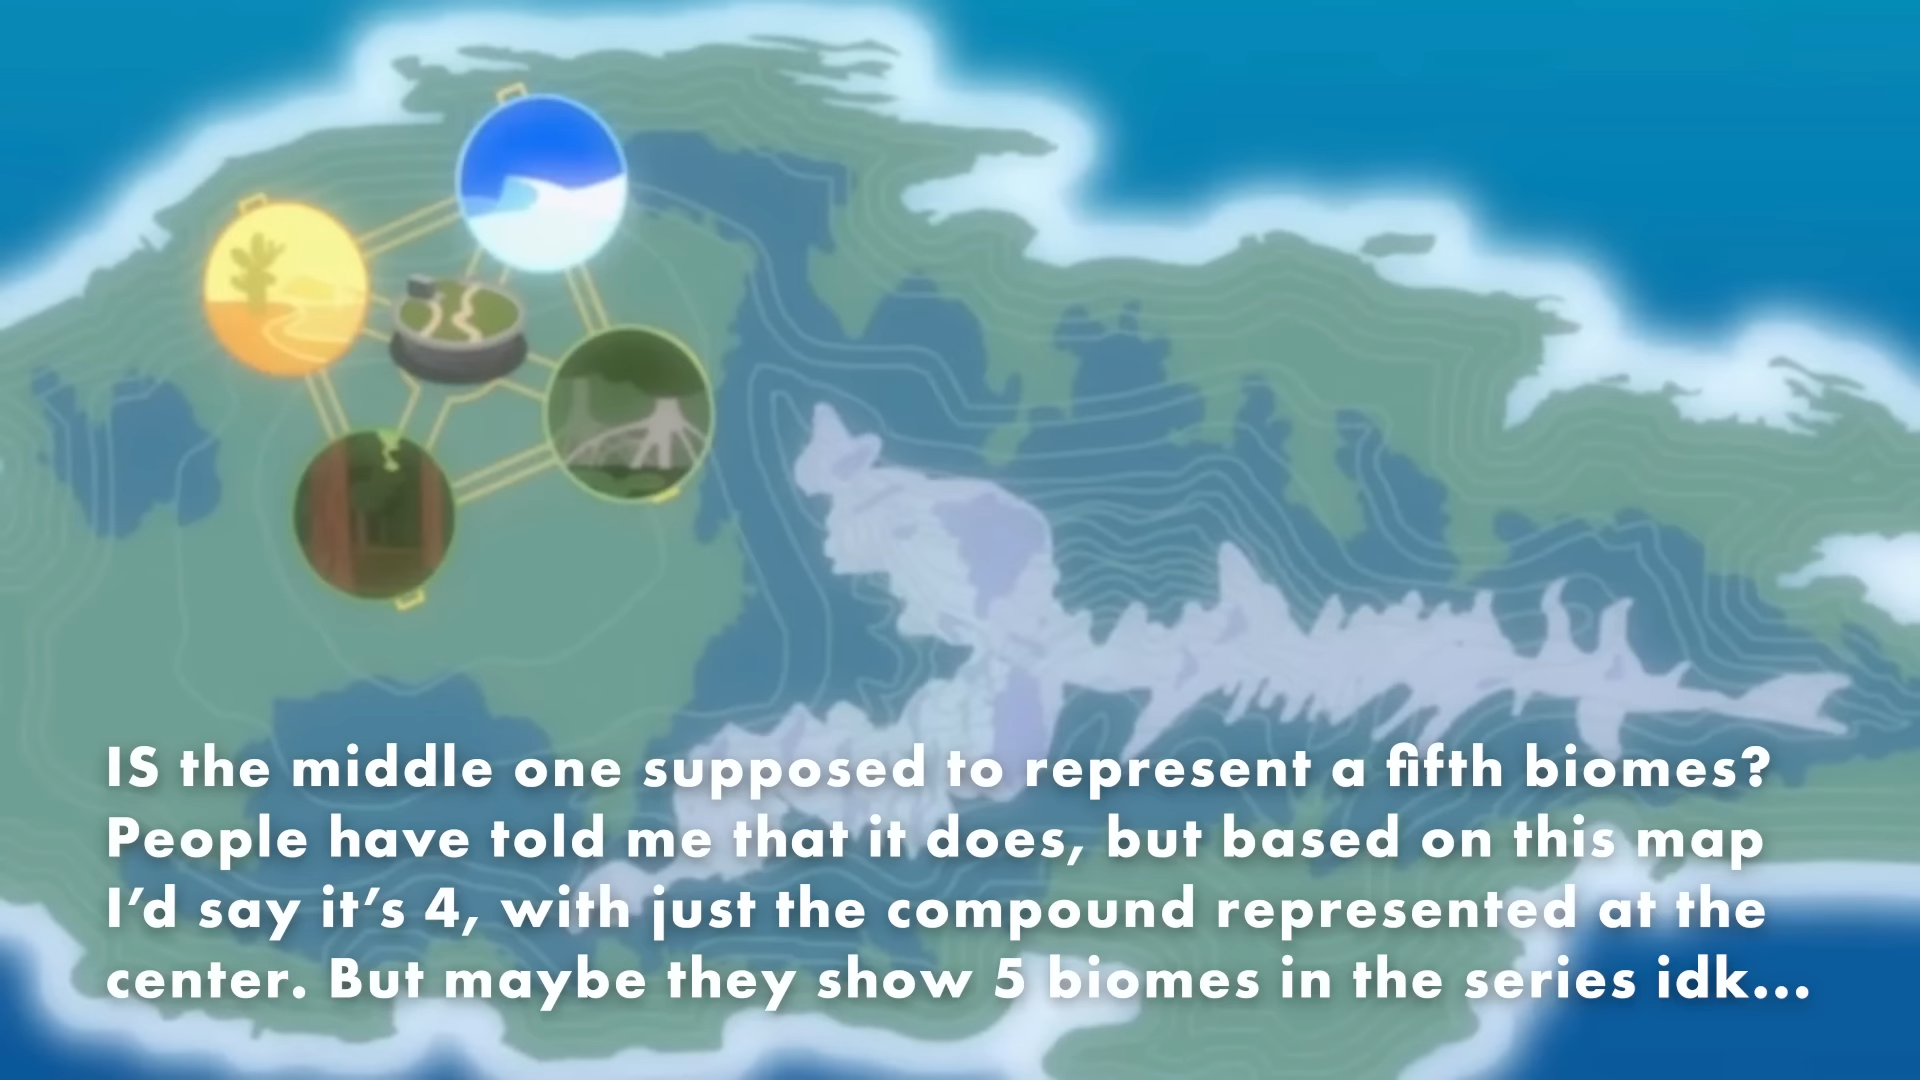 IS the middle one supposed to represent a fifth biomes?
People have told me that it does, but based on this map
I’d say it’s 4, with just the compound represented at the
center. But maybe they show 5 biomes in the series idk...